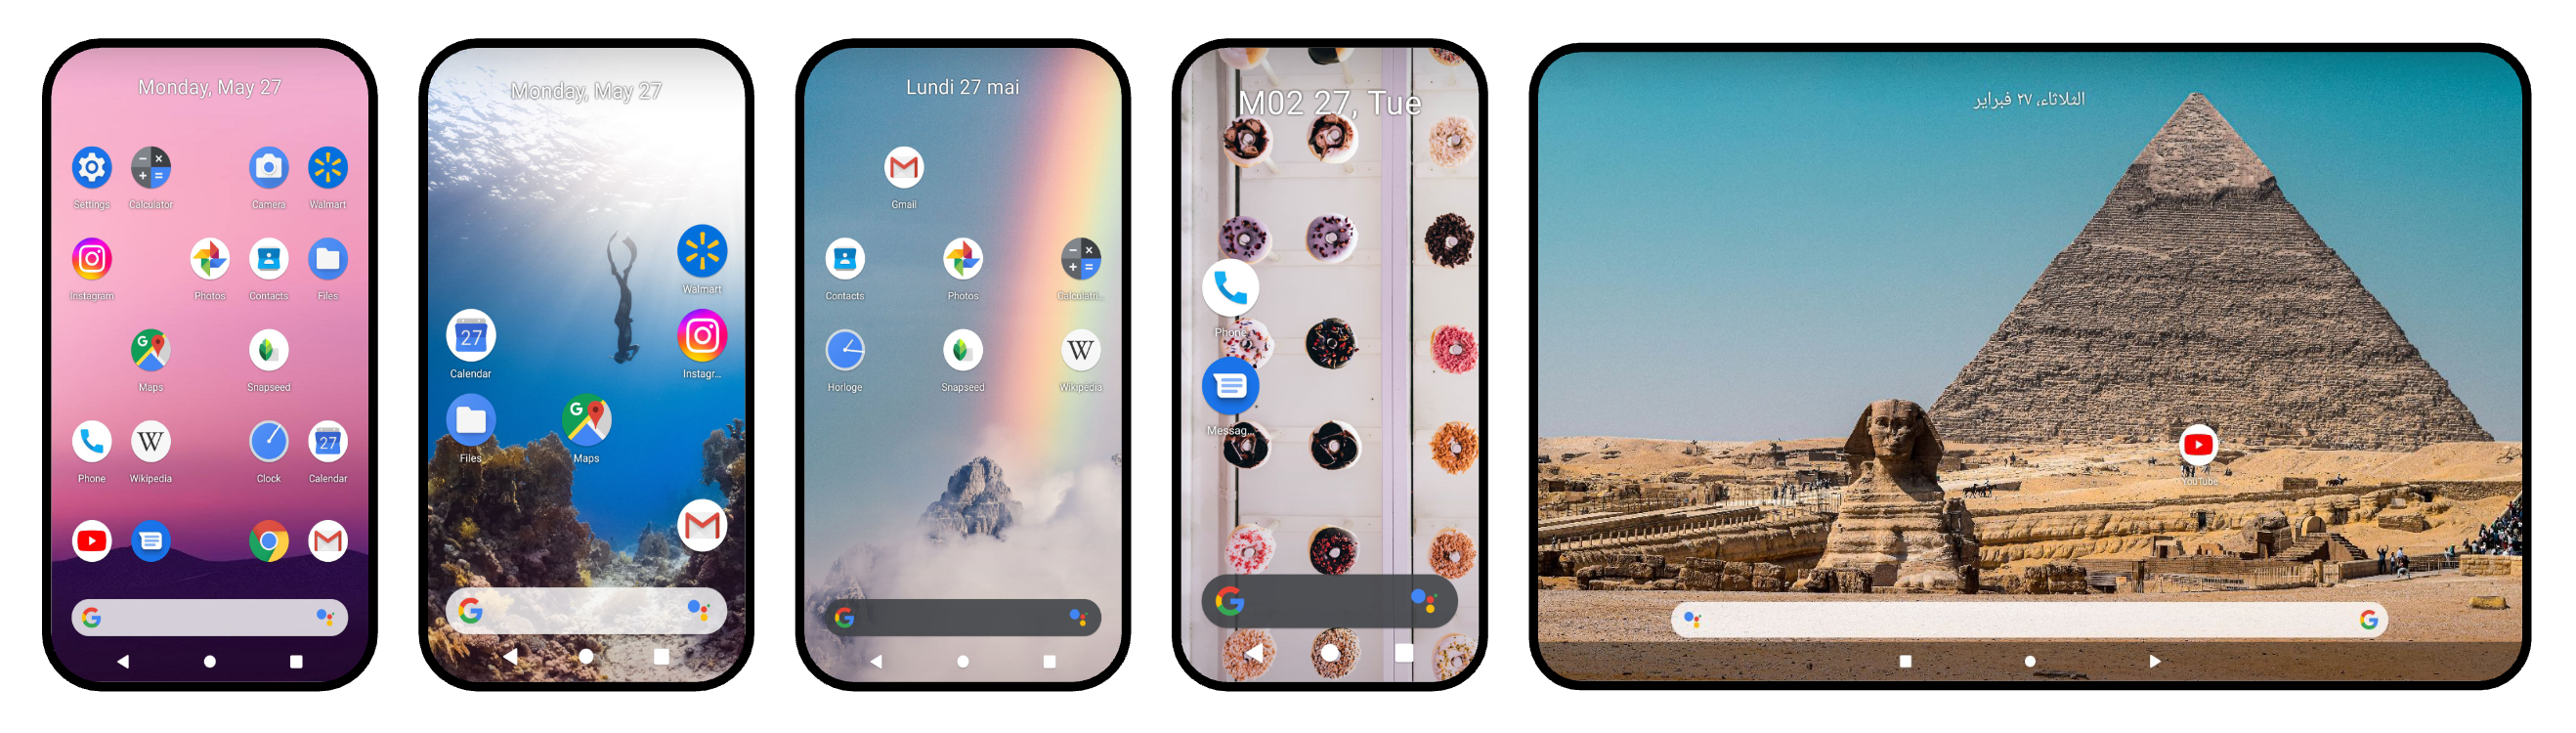 Monday, May 27
Settings
Calculator
Camera
Walmart
Instagram
Photos
Contacts
Files
Maps
Snapseed
Phone
Wikipedia
Clock
27
Calendar
Monday, May 27
Walmart
27
Calendar
Instagr...
Files
Maps
Lundi 27 mai
Gmail
Contacts
Photos
Calculatri...
Horloge
Snapseed
Wikipedia
M02 27, Tue
Phone
Messag...
الثلاثاء، ٢٧ فبراير
YouTube